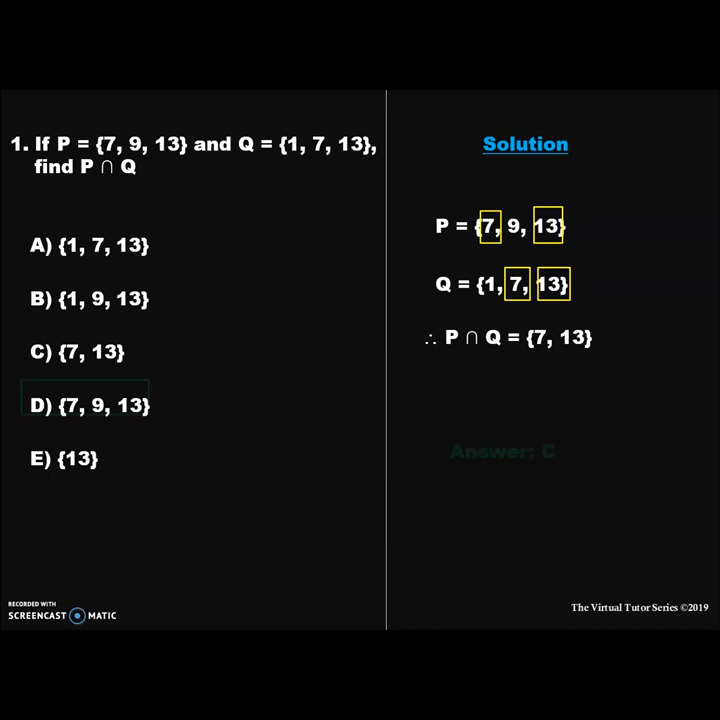 1. If P = {7, 9, 13} and Q = {1, 7, 13},
find P ∩ Q
A) {1, 7, 13}
B) {1, 9, 13}
C) {7, 13}
D) {7, 9, 13}
E) {13}
Solution
P = {7, 9, 13}
Q = {1, 7, 13}
∴ P ∩ Q = {7, 13}
Answer: C
RECORDED WITH
SCREENCAST MATIC
The Virtual Tutor Series ©2019